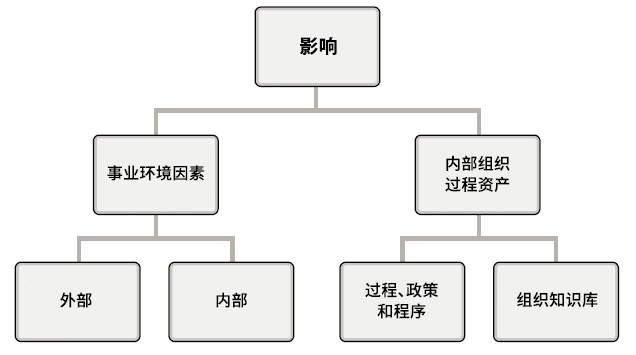 影响
事业环境因素
内部组织
过程资产
外部
内部
过程、政策
和程序
组织知识库